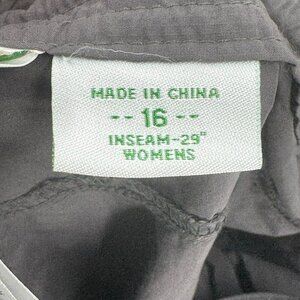 MADE IN CHINA
-- 16 --
INSEAM-29"
WOMENS